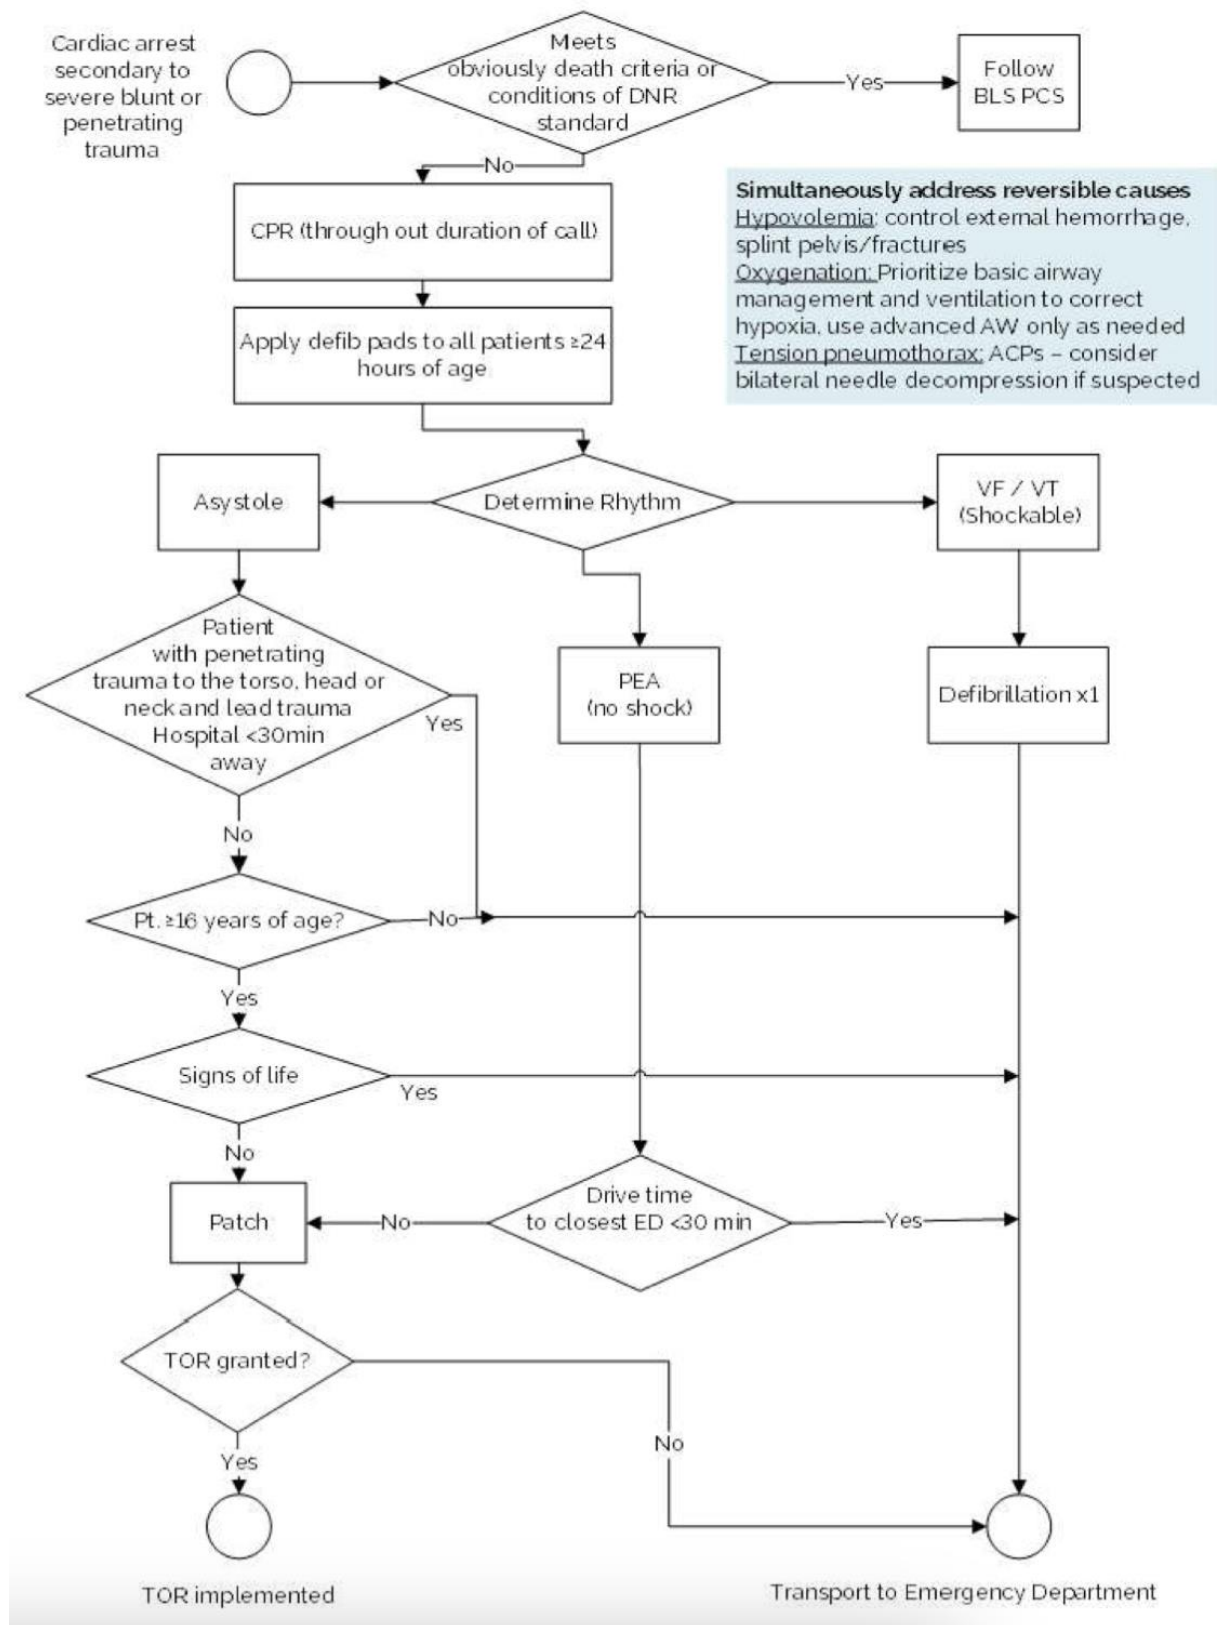 Cardiac arrest
secondary to
severe blunt or
penetrating
trauma
Meets
obviously death criteria or
conditions of DNR
standard
Yes
Follow
BLS PCS
No
CPR (through out duration of call)
Simultaneously address reversible causes
Hypovolemia: control external hemorrhage,
splint pelvis/fractures
Oxygenation: Prioritize basic airway
management and ventilation to correct
hypoxia, use advanced AW only as needed
Tension pneumothorax: ACPs – consider
bilateral needle decompression if suspected
Apply defib pads to all patients ≥24
hours of age
Asystole
Determine Rhythm
VF / VT
(Shockable)
Patient
with penetrating
trauma to the torso, head or
neck and lead trauma
Hospital <30min
away
Yes
PEA
(no shock)
Defibrillation x1
No
Pt. ≥16 years of age?
No
Yes
Signs of life
Yes
No
Patch
No
Drive time
to closest ED <30 min
Yes
TOR granted?
No
Yes
TOR implemented
Transport to Emergency Department